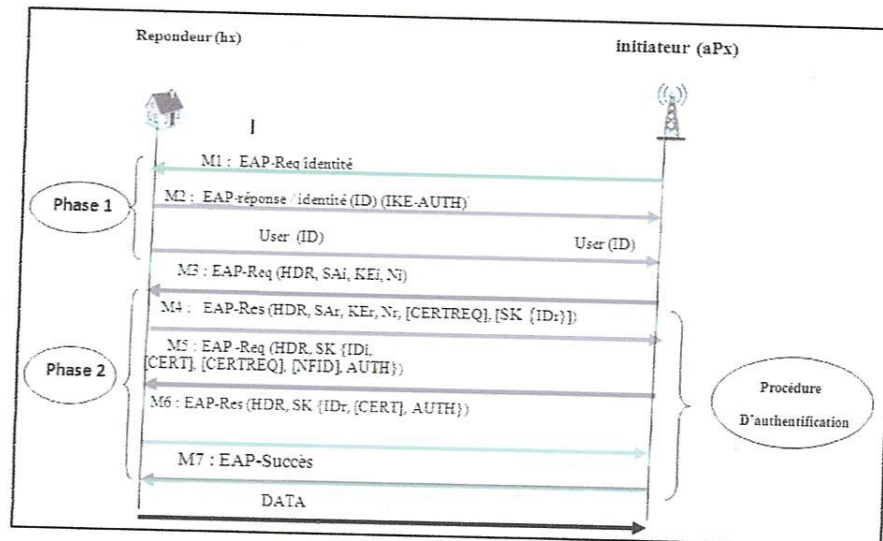 Repondeur (hx)
initiateur (aPx)
M1 : EAP-Req identité
Phase 1
M2 : EAP-réponse / identité (ID) (IKE-AUTH)
User (ID)
User (ID)
M3 : EAP-Req (HDR, SAi, KEi, Ni)
M4 : EAP-Res (HDR, SAr, KEr, Nr, [CERTREQ], [SK {IDr}])
M5 : EAP-Req (HDR, SK {IDi,
[CERT], [CERTREQ], [NFID], AUTH})
Phase 2
M6 : EAP-Res (HDR, SK {IDr, [CERT], AUTH})
Procédure
D'authentification
M7 : EAP-Succès
DATA